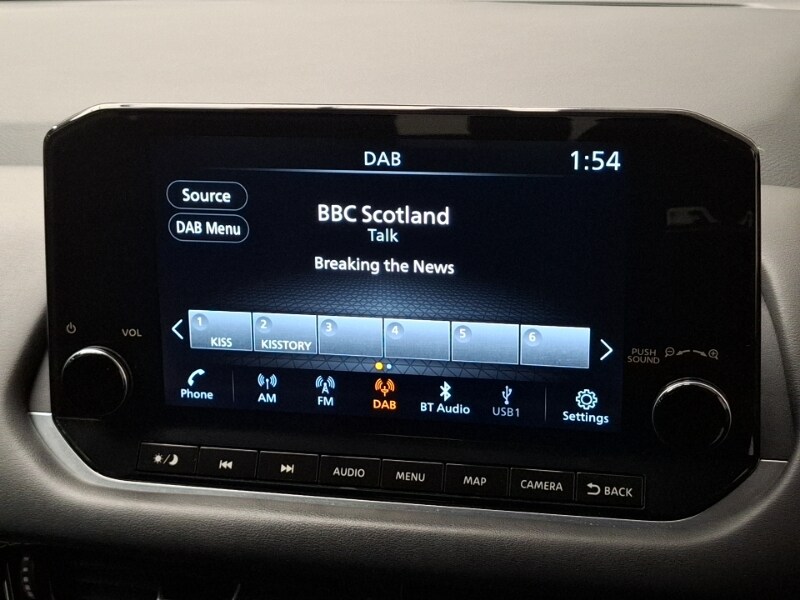 DAB
1:54
Source
DAB Menu
BBC Scotland
Talk
Breaking the News
1 KISS
2 KISSTORY
3
4
5
6
VOL
PUSH
SOUND
Phone
AM
FM
DAB
BT Audio
USB1
Settings
AUDIO
MENU
MAP
CAMERA
BACK